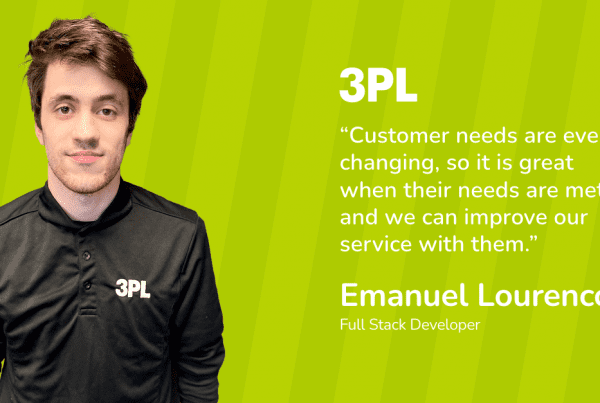 3PL
“Customer needs are eve
changing, so it is great
when their needs are met
and we can improve our
service with them.”
Emanuel Lourenco
Full Stack Developer
3PL